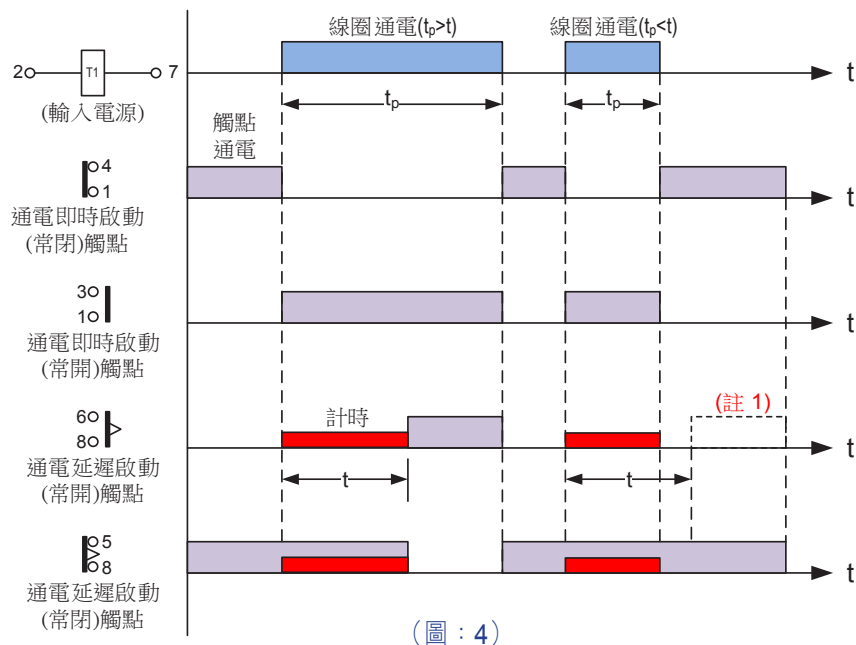 線圈通電(tp>t)
線圈通電(tp<t)
2
T1
7
t
(輸入電源)
tp
tp
觸點
通電
4
1
t
通電即時啟動
(常閉)觸點
3
1
t
通電即時啟動
(常開)觸點
計時
(註 1)
6
8
t
通電延遲啟動
(常開)觸點
t
t
5
8
t
通電延遲啟動
(常閉)觸點
(圖:4)